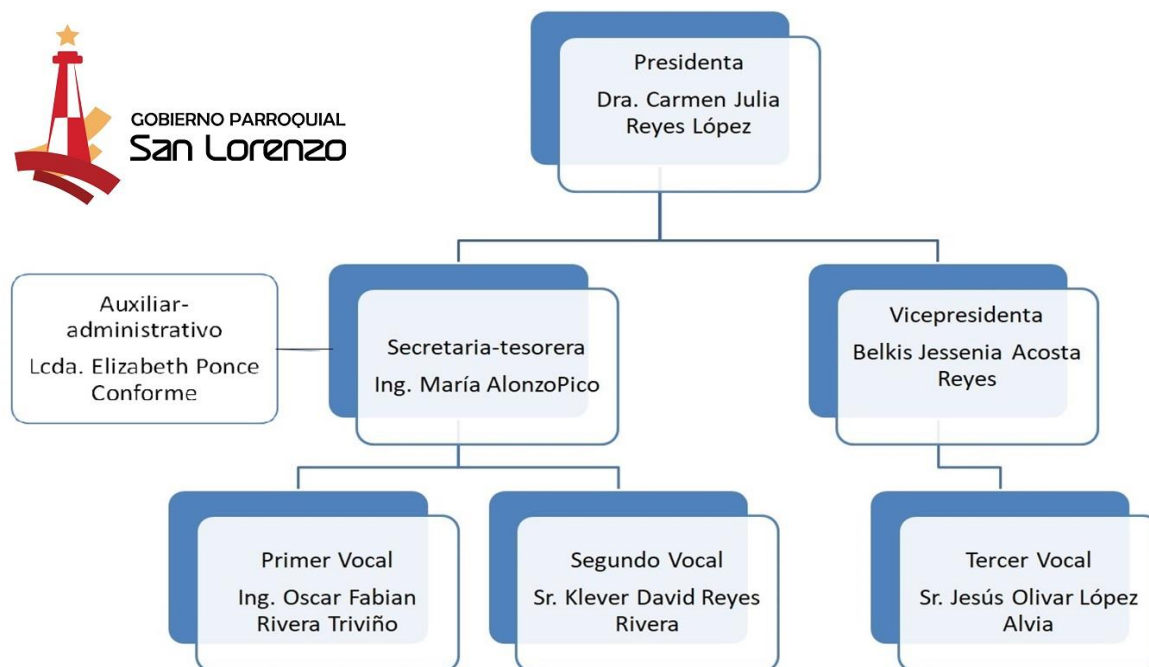 GOBIERNO PARROQUIAL
San Lorenzo
Presidenta
Dra. Carmen Julia
Reyes López
Auxiliar-
administrativo
Lcda. Elizabeth Ponce
Conforme
Secretaria-tesorera
Ing. María AlonzoPico
Vicepresidenta
Belkis Jessenia Acosta
Reyes
Primer Vocal
Ing. Oscar Fabian
Rivera Triviño
Segundo Vocal
Sr. Klever David Reyes
Rivera
Tercer Vocal
Sr. Jesús Olivar López
Alvia